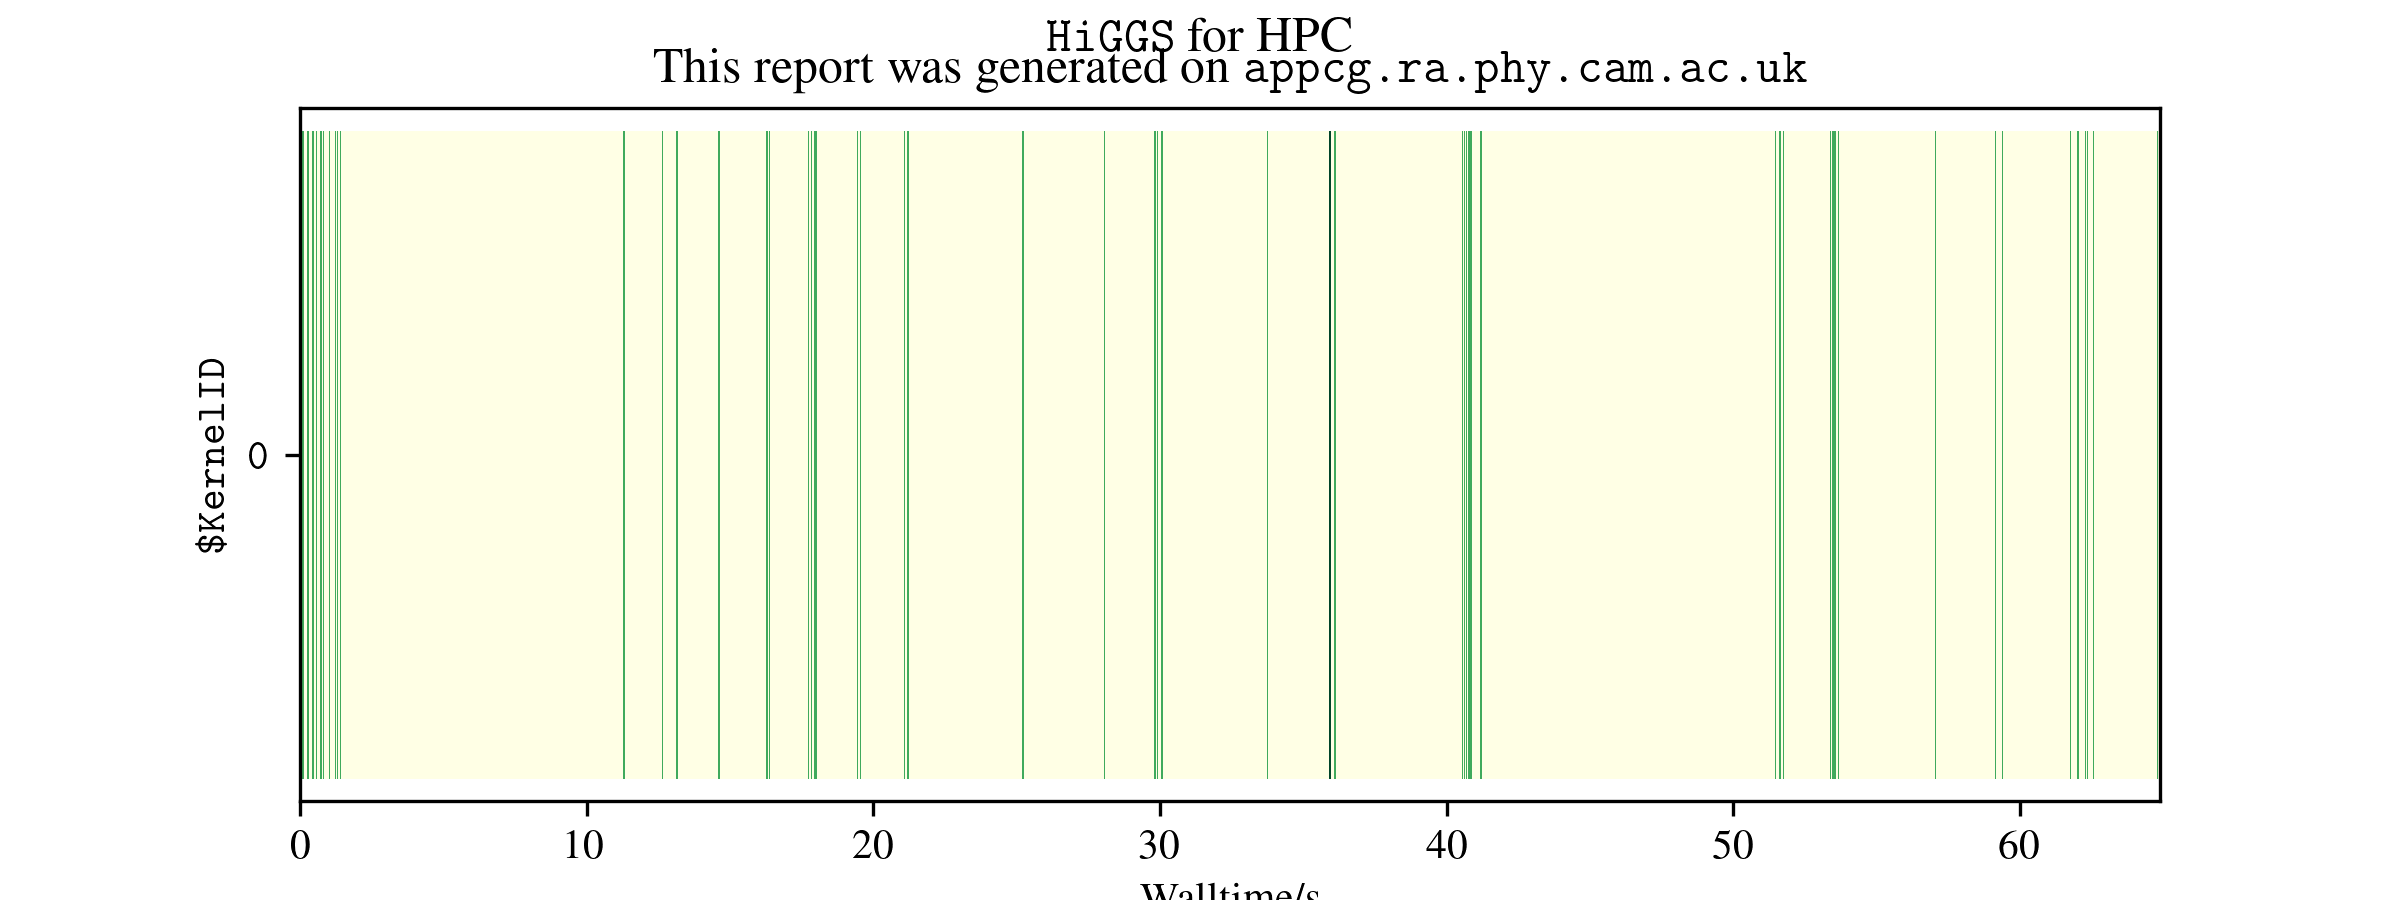 HiGGS for HPC
This report was generated on appcg.ra.phy.cam.ac.uk
$KernelID
0
0 10 20 30 40 50 60
Walltime/s